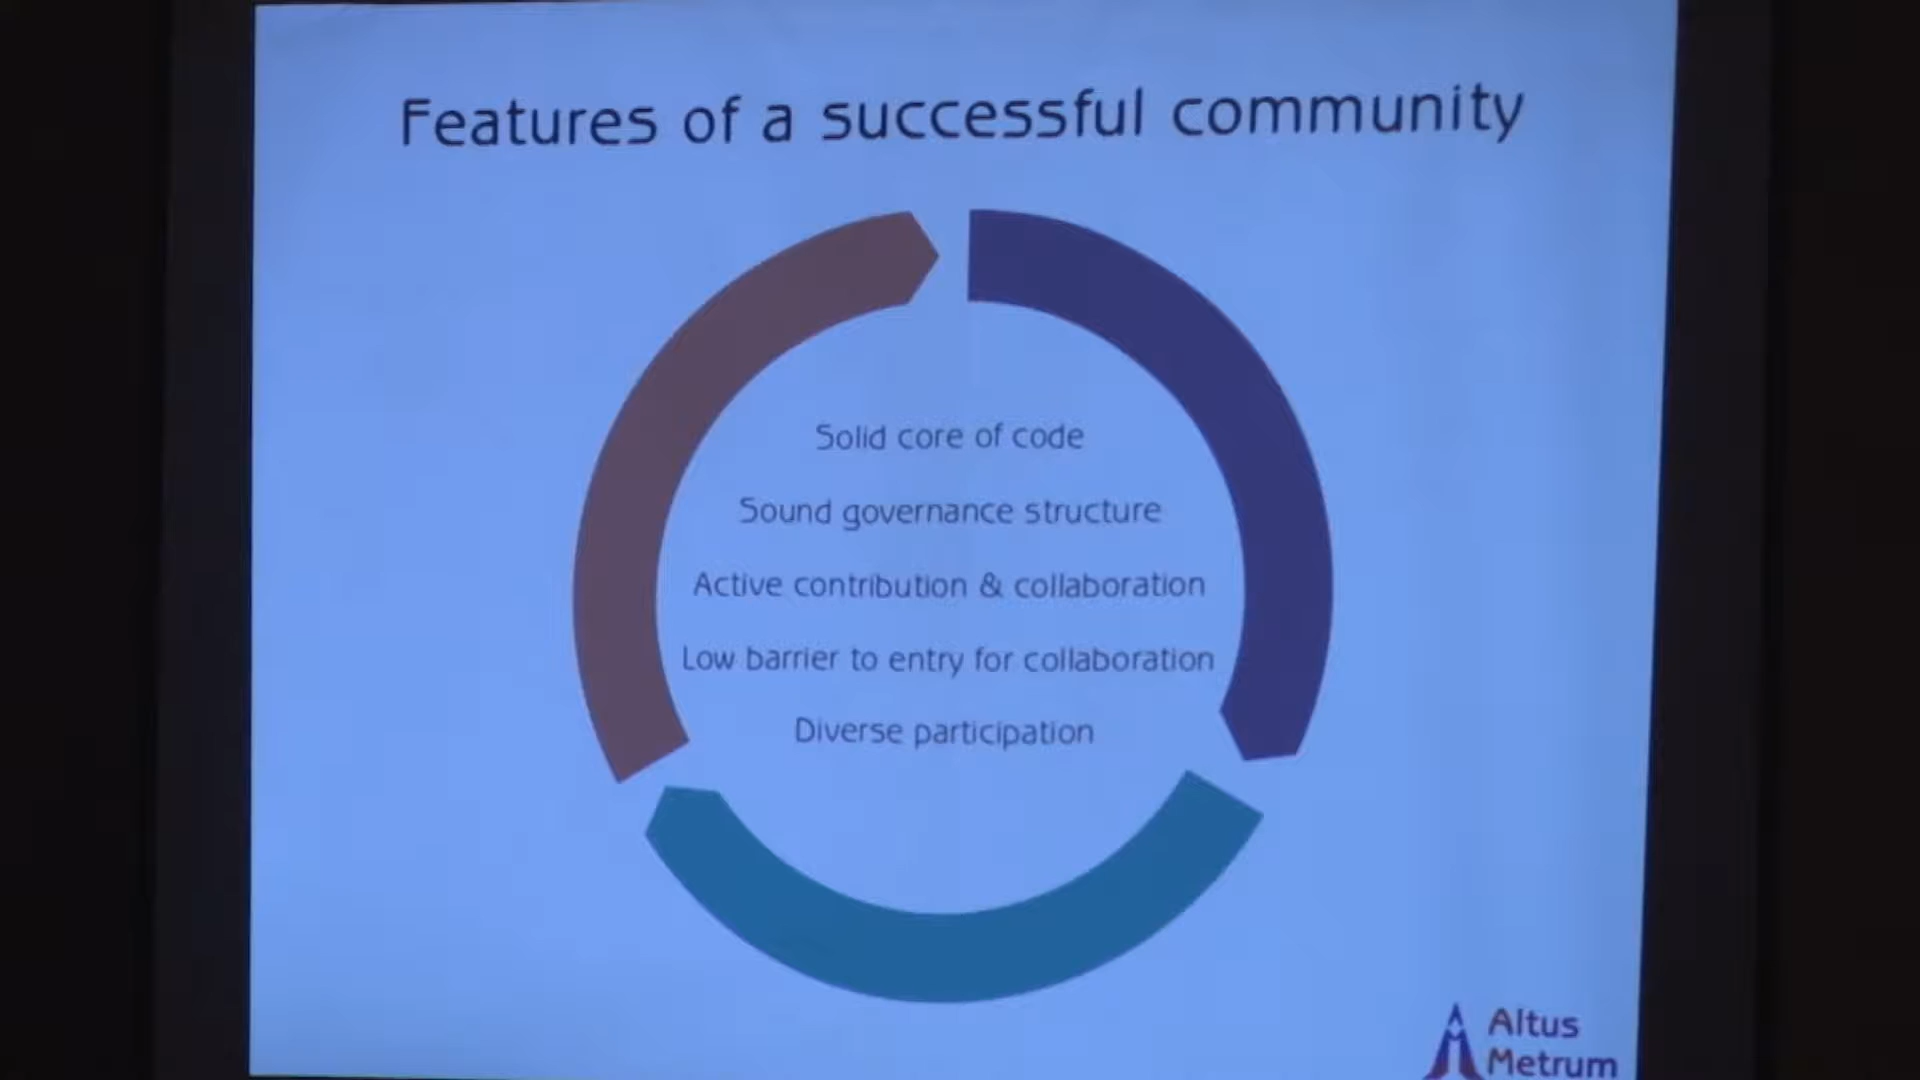 Features of a successful community
Solid core of code
Sound governance structure
Active contribution & collaboration
Low barrier to entry for collaboration
Diverse participation
Altus
Metrum